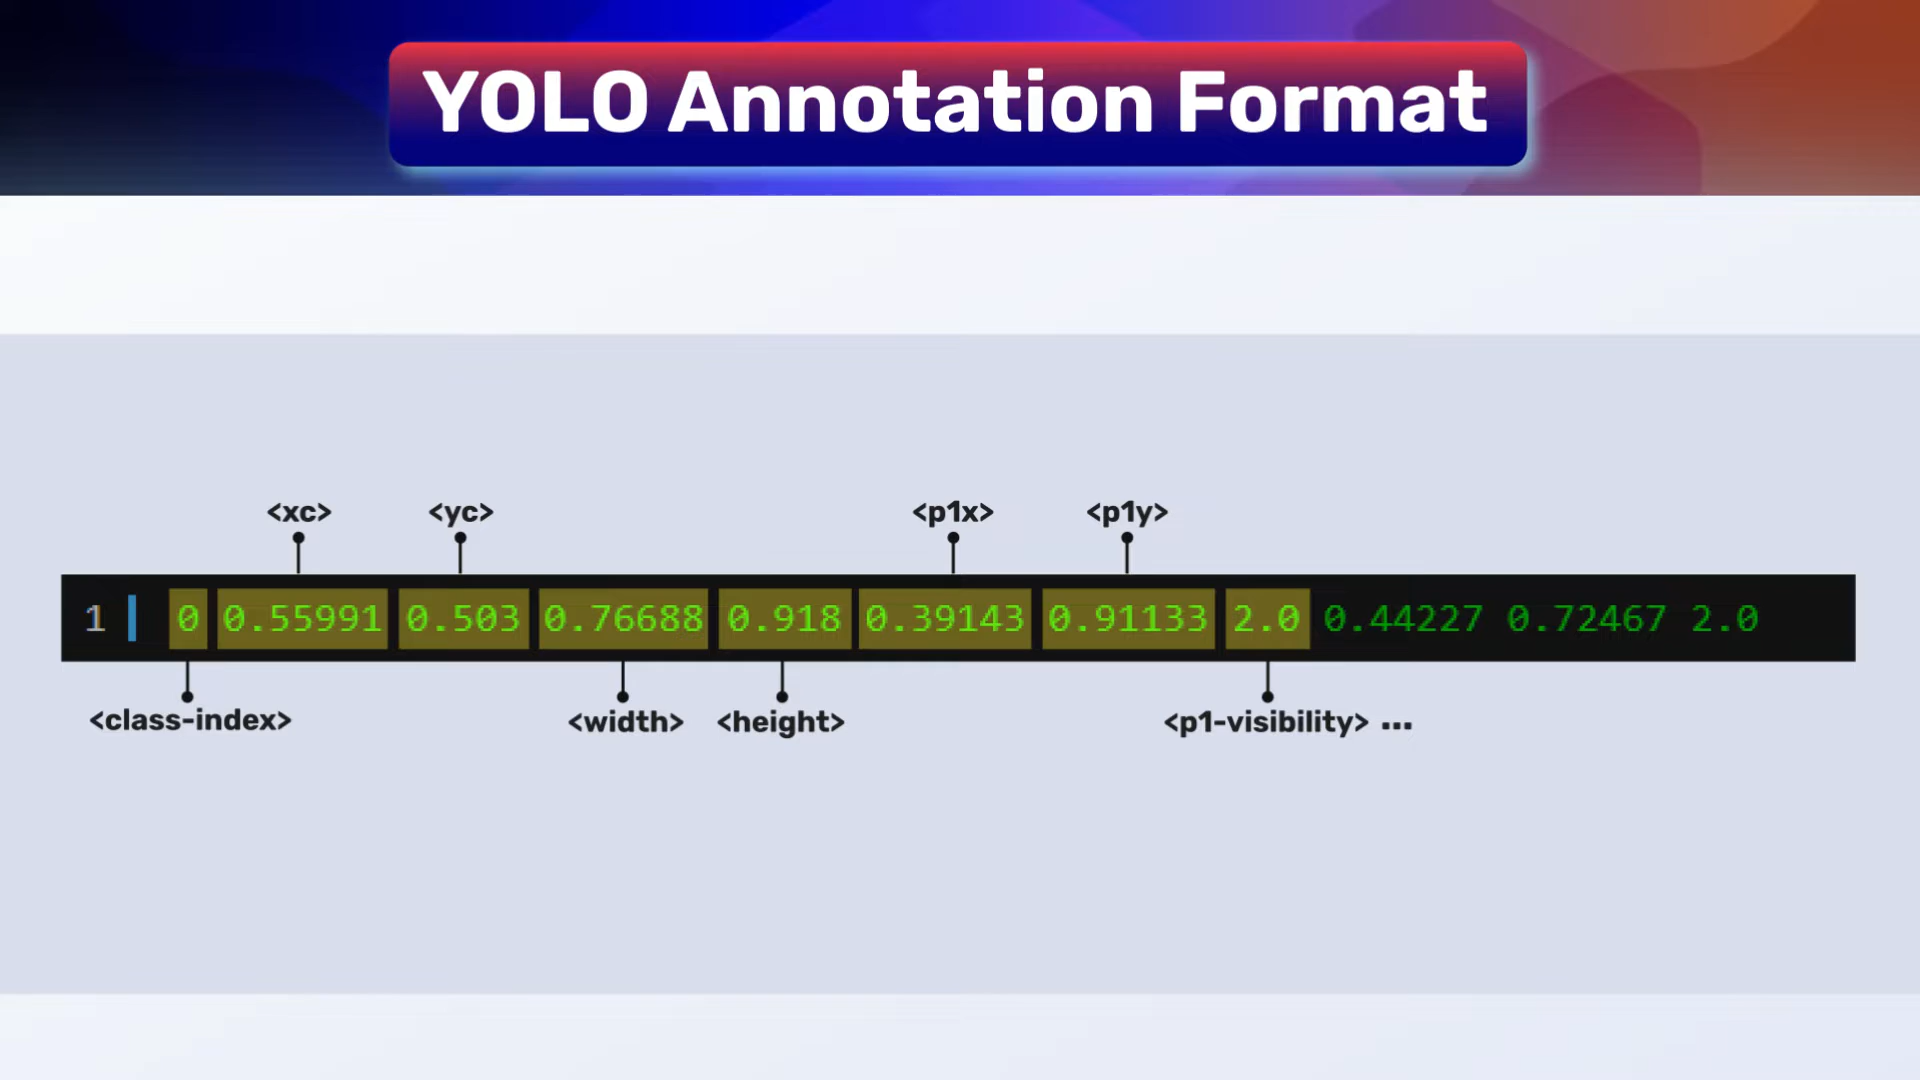 YOLO Annotation Format
<xc> <yc> <p1x> <p1y>
1 0 0.55991 0.503 0.76688 0.918 0.39143 0.91133 2.0 0.44227 0.72467 2.0
<class-index> <width> <height> <p1-visibility> ...